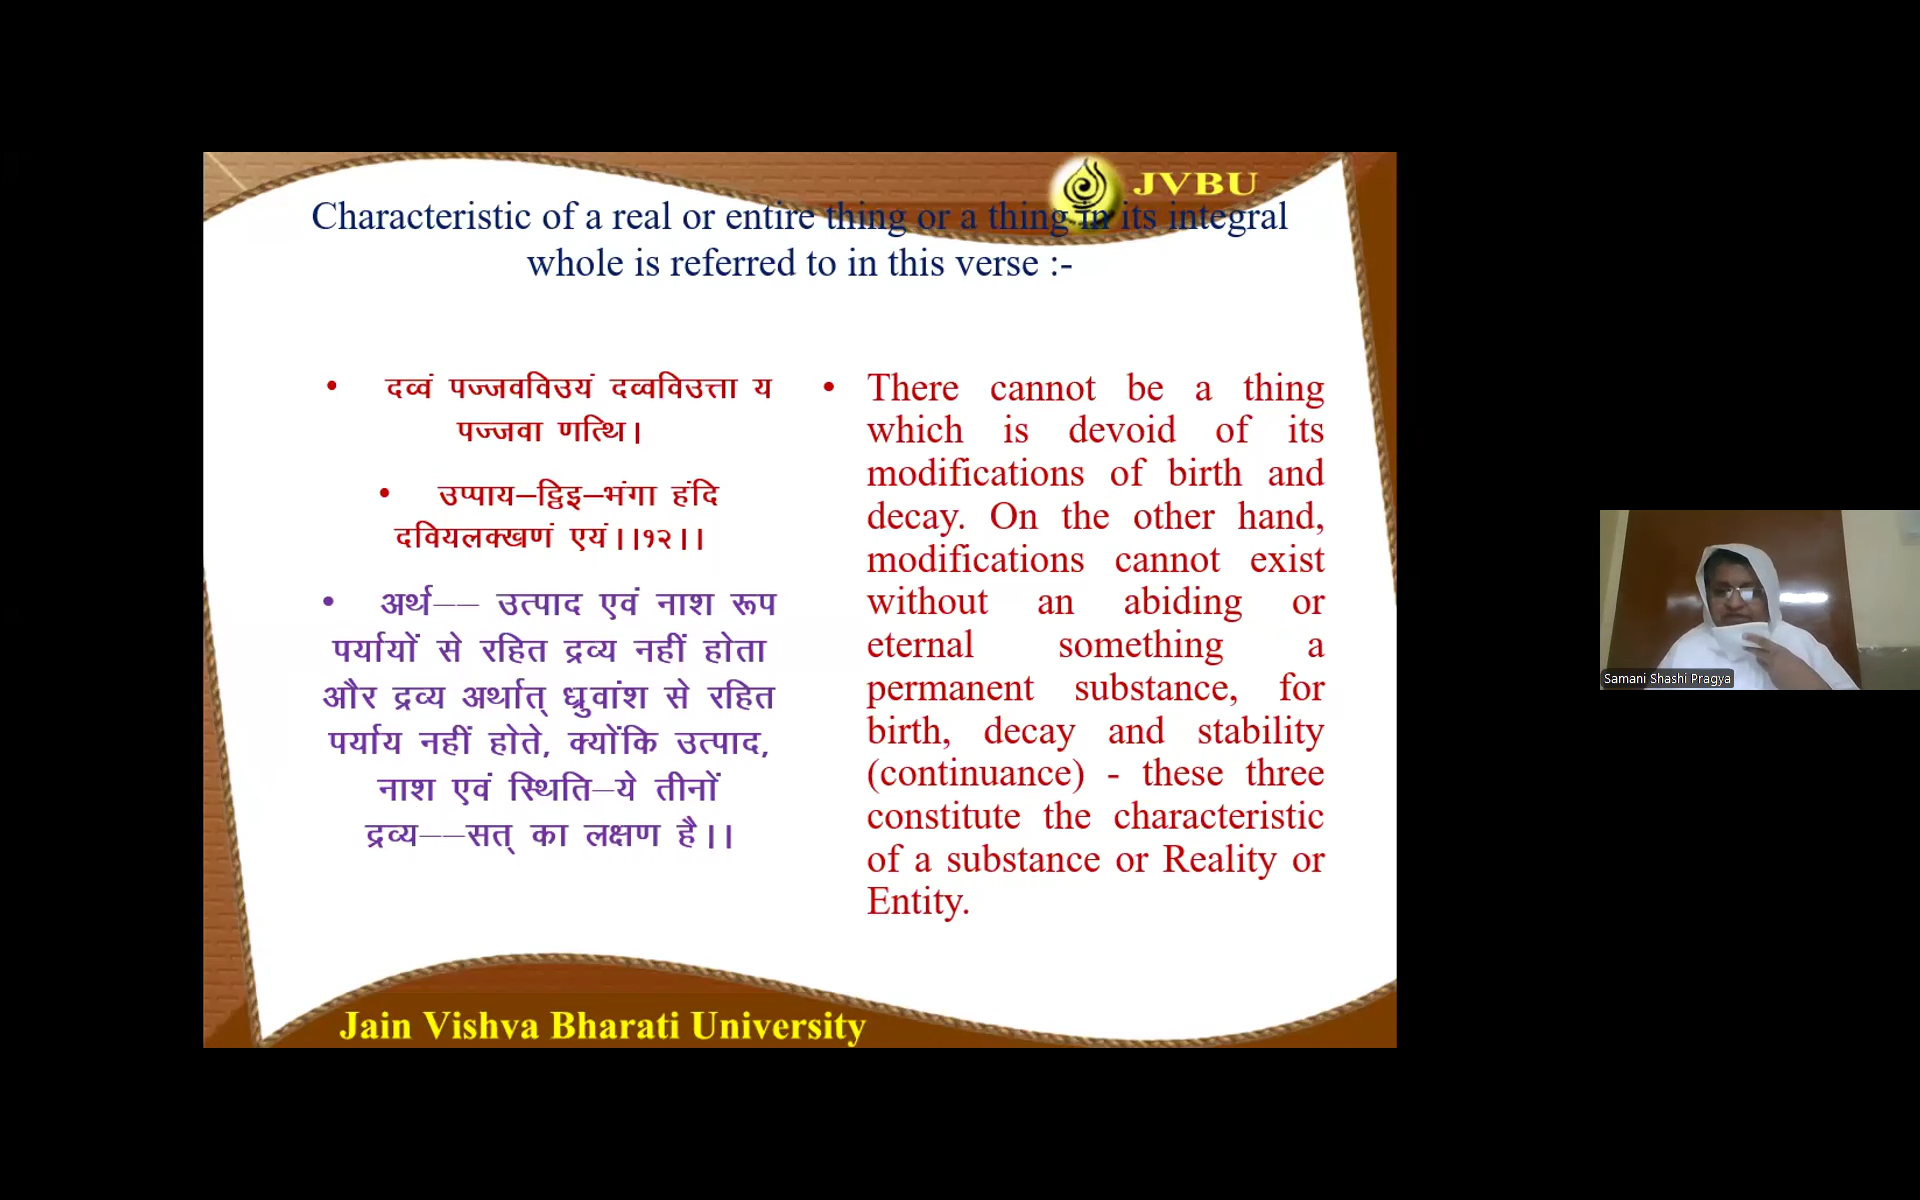 JVBU
Characteristic of a real or entire thing or a thing in its integral
whole is referred to in this verse :-
• दव्वं पज्जवविउयं दव्वविउत्ता य
पज्जवा णत्थि।
• उप्पाय–ट्ठिइ–भंगा हंदि
दवियलक्खणं एयं।।१२।।
• अर्थ–– उत्पाद एवं नाश रूप
पर्यायों से रहित द्रव्य नहीं होता
और द्रव्य अर्थात् ध्रुवांश से रहित
पर्याय नहीं होते, क्योंकि उत्पाद,
नाश एवं स्थिति–ये तीनों
द्रव्य––सत् का लक्षण है।।
• There cannot be a thing
which is devoid of its
modifications of birth and
decay. On the other hand,
modifications cannot exist
without an abiding or
eternal something a
permanent substance, for
birth, decay and stability
(continuance) - these three
constitute the characteristic
of a substance or Reality or
Entity.
Jain Vishva Bharati University
Samani Shashi Pragya